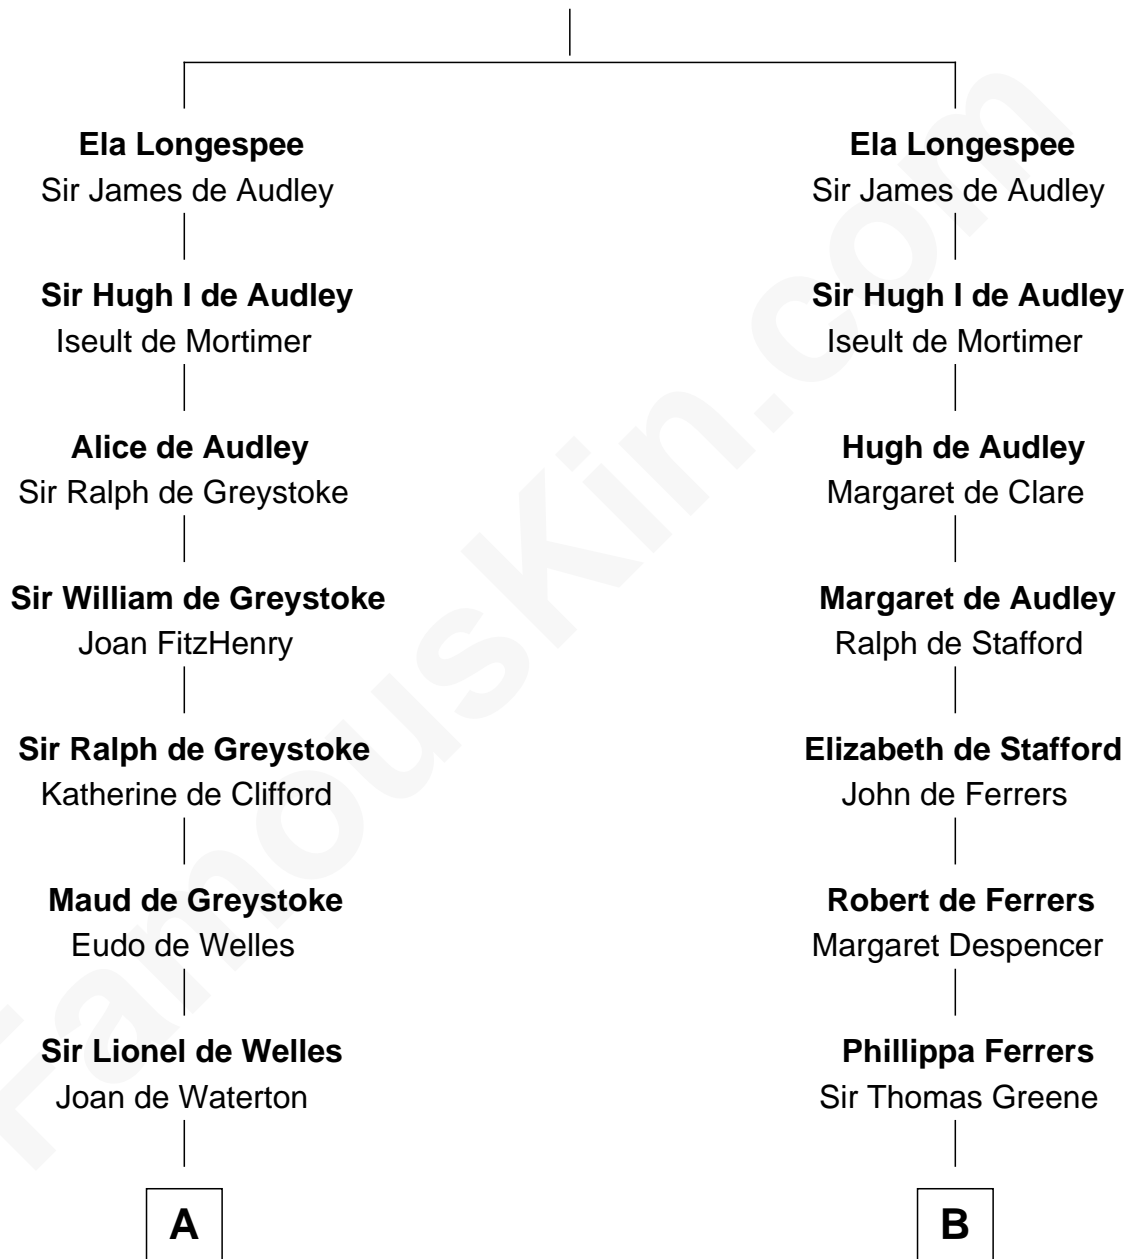 Ela Longespee
Sir James de Audley
Sir Hugh I de Audley
Iseult de Mortimer
Alice de Audley
Sir Ralph de Greystoke
Sir William de Greystoke
Joan FitzHenry
Sir Ralph de Greystoke
Katherine de Clifford
Maud de Greystoke
Eudo de Welles
Sir Lionel de Welles
Joan de Waterton
A
Ela Longespee
Sir James de Audley
Sir Hugh I de Audley
Iseult de Mortimer
Hugh de Audley
Margaret de Clare
Margaret de Audley
Ralph de Stafford
Elizabeth de Stafford
John de Ferrers
Robert de Ferrers
Margaret Despencer
Phillippa Ferrers
Sir Thomas Greene
B
FamousKin.com